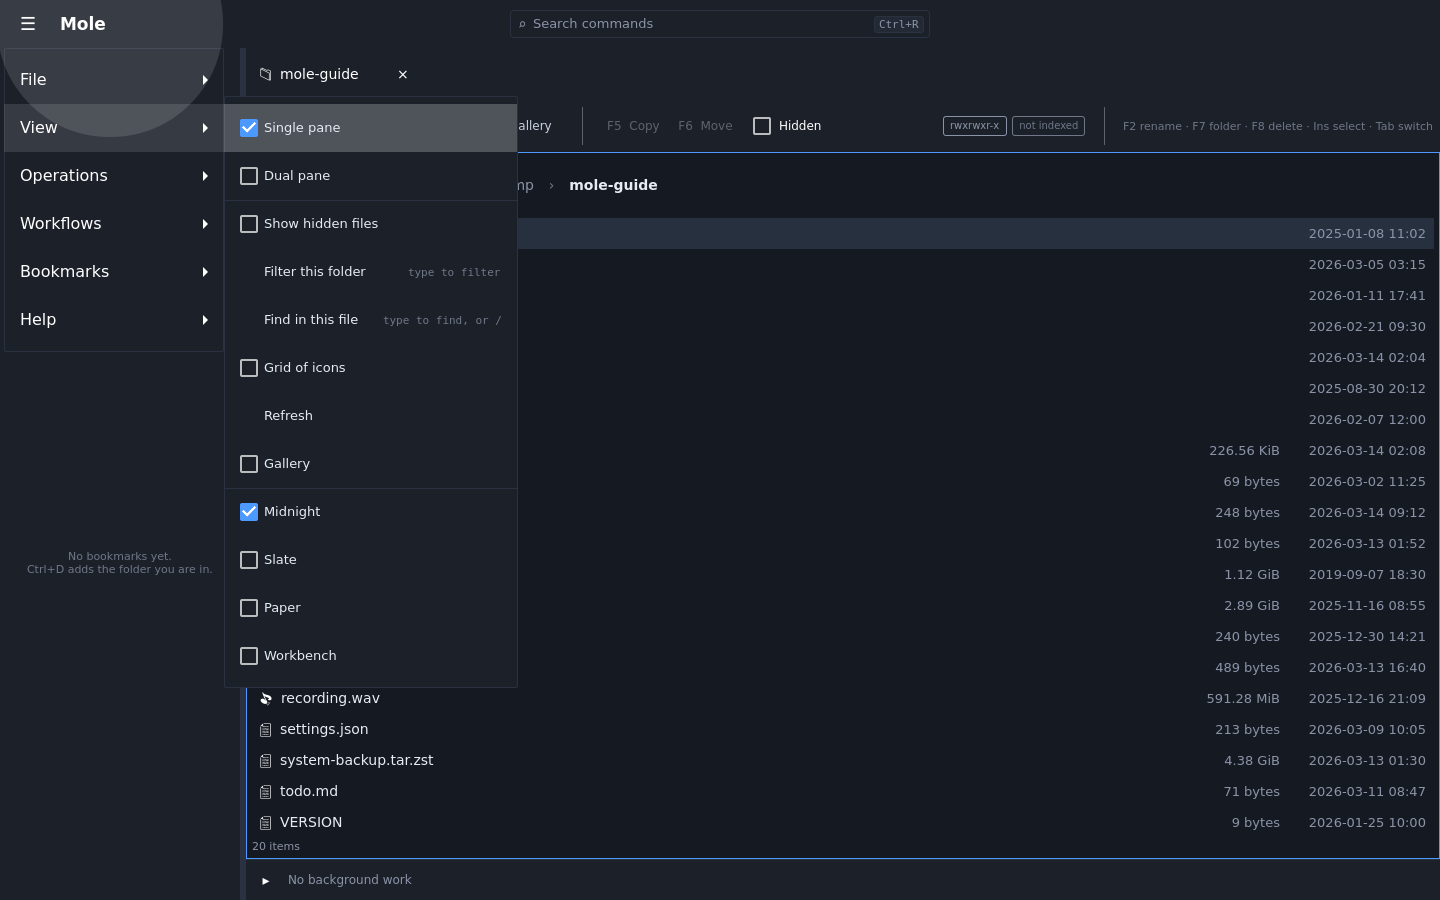 ☰ Mole
Search commands Ctrl+R
File
View
Operations
Workflows
Bookmarks
Help
No bookmarks yet.
Ctrl+D adds the folder you are in.
mole-guide ×
Single pane
Dual pane
Show hidden files
Filter this folder type to filter
Find in this file type to find, or /
Grid of icons
Refresh
Gallery
Midnight
Slate
Paper
Workbench
allery F5 Copy F6 Move Hidden rwxrwxr-x not indexed F2 rename · F7 folder · F8 delete · Ins select · Tab switch
mp › mole-guide
2025-01-08 11:02
2026-03-05 03:15
2026-01-11 17:41
2026-02-21 09:30
2026-03-14 02:04
2025-08-30 20:12
2026-02-07 12:00
226.56 KiB 2026-03-14 02:08
69 bytes 2026-03-02 11:25
248 bytes 2026-03-14 09:12
102 bytes 2026-03-13 01:52
1.12 GiB 2019-09-07 18:30
2.89 GiB 2025-11-16 08:55
240 bytes 2025-12-30 14:21
489 bytes 2026-03-13 16:40
recording.wav 591.28 MiB 2025-12-16 21:09
settings.json 213 bytes 2026-03-09 10:05
system-backup.tar.zst 4.38 GiB 2026-03-13 01:30
todo.md 71 bytes 2026-03-11 08:47
VERSION 9 bytes 2026-01-25 10:00
20 items
No background work